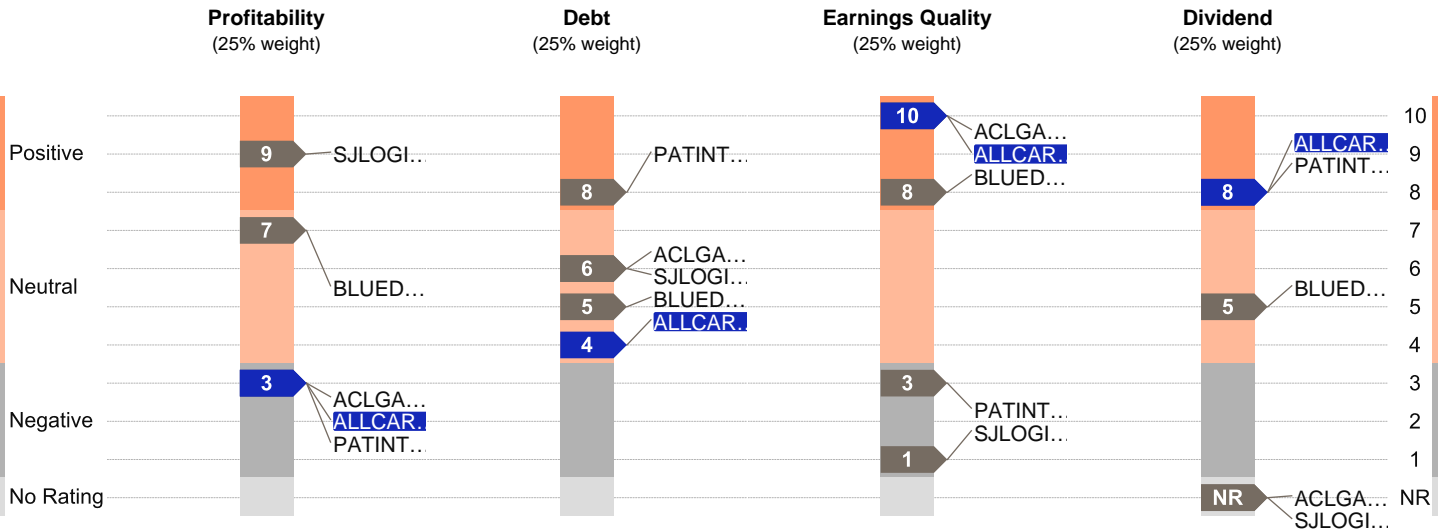 Profitability
(25% weight)
Debt
(25% weight)
Earnings Quality
(25% weight)
Dividend
(25% weight)
Positive
Neutral
Negative
No Rating
9
SJLOGI...
7
BLUED...
3
ACLGA...
ALLCAR..
PATINT...
8
PATINT...
6
ACLGA...
SJLOGI...
5
BLUED...
4
ALLCAR..
10
ACLGA...
ALLCAR..
8
BLUED...
3
PATINT...
1
SJLOGI...
8
ALLCAR..
PATINT...
5
BLUED...
NR
ACLGA...
SJLOGI...
10
9
8
7
6
5
4
3
2
1
NR